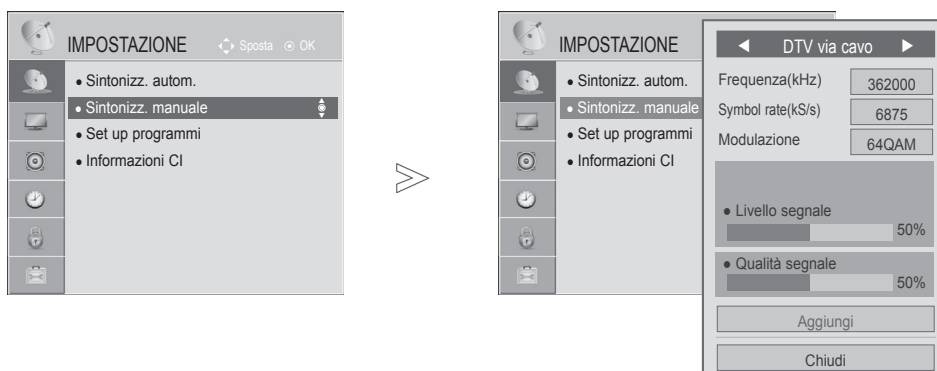 IMPOSTAZIONE Sposta OK
• Sintonizz. autom.
• Sintonizz. manuale
• Set up programmi
• Informazioni CI
IMPOSTAZIONE
• Sintonizz. autom.
• Sintonizz. manuale
• Set up programmi
• Informazioni CI
◀ DTV via cavo ▶
Frequenza(kHz) 362000
Symbol rate(kS/s) 6875
Modulazione 64QAM
• Livello segnale
50%
• Qualità segnale
50%
Aggiungi
Chiudi